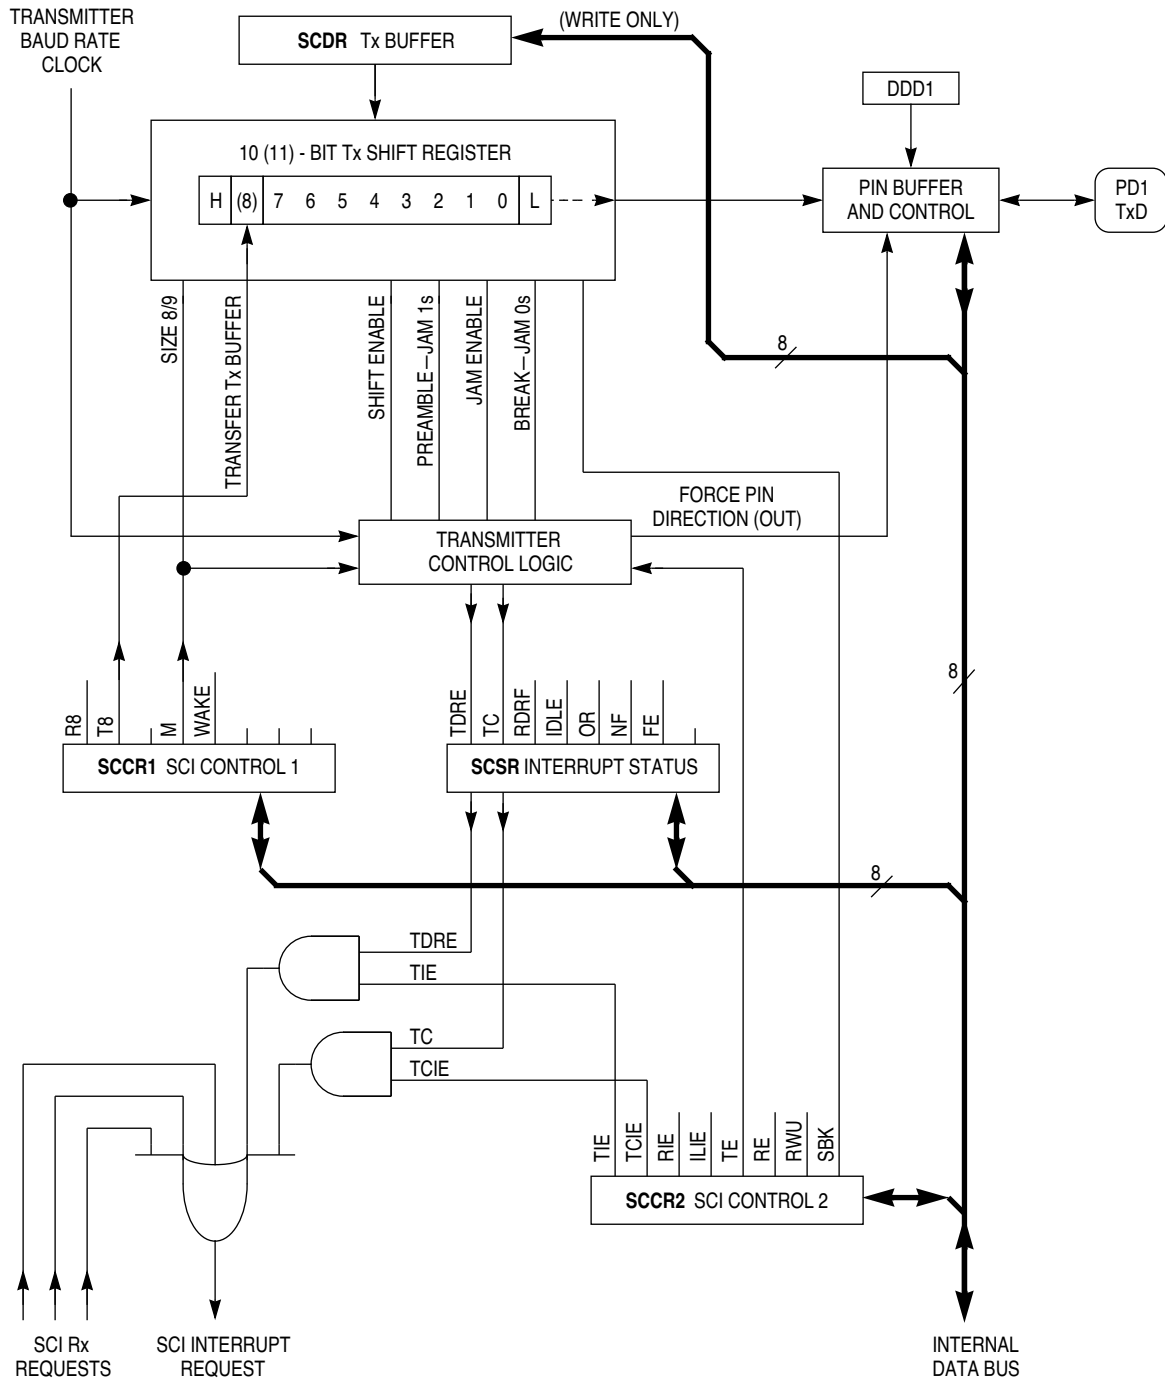 TRANSMITTER
BAUD RATE
CLOCK
SCDR Tx BUFFER
(WRITE ONLY)
DDD1
10 (11) - BIT Tx SHIFT REGISTER
H (8) 7 6 5 4 3 2 1 0 L
PIN BUFFER
AND CONTROL
PD1
TxD
SIZE 8/9
TRANSFER Tx BUFFER
SHIFT ENABLE
PREAMBLE—JAM 1s
JAM ENABLE
BREAK—JAM 0s
8
FORCE PIN
DIRECTION (OUT)
TRANSMITTER
CONTROL LOGIC
8
R8
T8
M
WAKE
TDRE
TC
RDRF
IDLE
OR
NF
FE
SCCR1 SCI CONTROL 1
SCSR INTERRUPT STATUS
8
TDRE
TIE
TC
TCIE
TIE
TCIE
RIE
ILIE
TE
RE
RWU
SBK
SCCR2 SCI CONTROL 2
SCI Rx
REQUESTS
SCI INTERRUPT
REQUEST
INTERNAL
DATA BUS